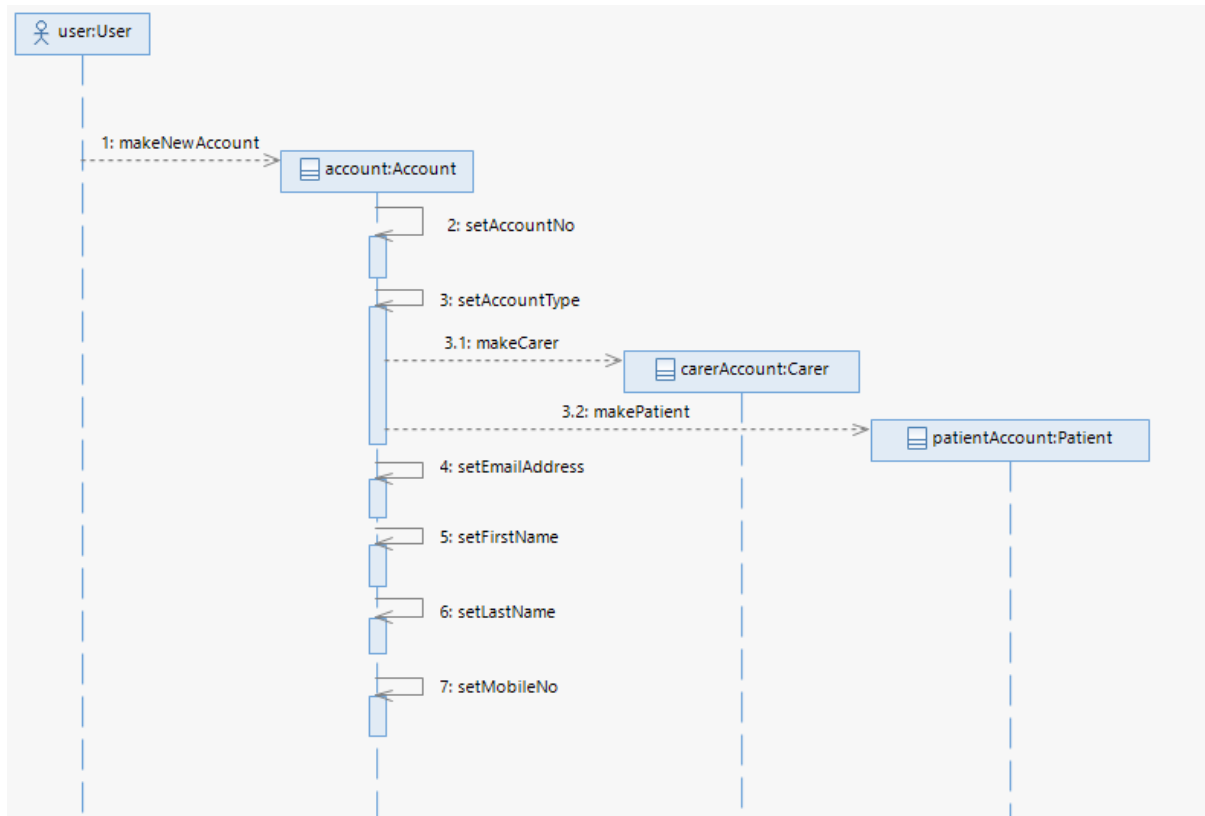 user:User
1: makeNewAccount
account:Account
2: setAccountNo
3: setAccountType
3.1: makeCarer
carerAccount:Carer
3.2: makePatient
patientAccount:Patient
4: setEmailAddress
5: setFirstName
6: setLastName
7: setMobileNo